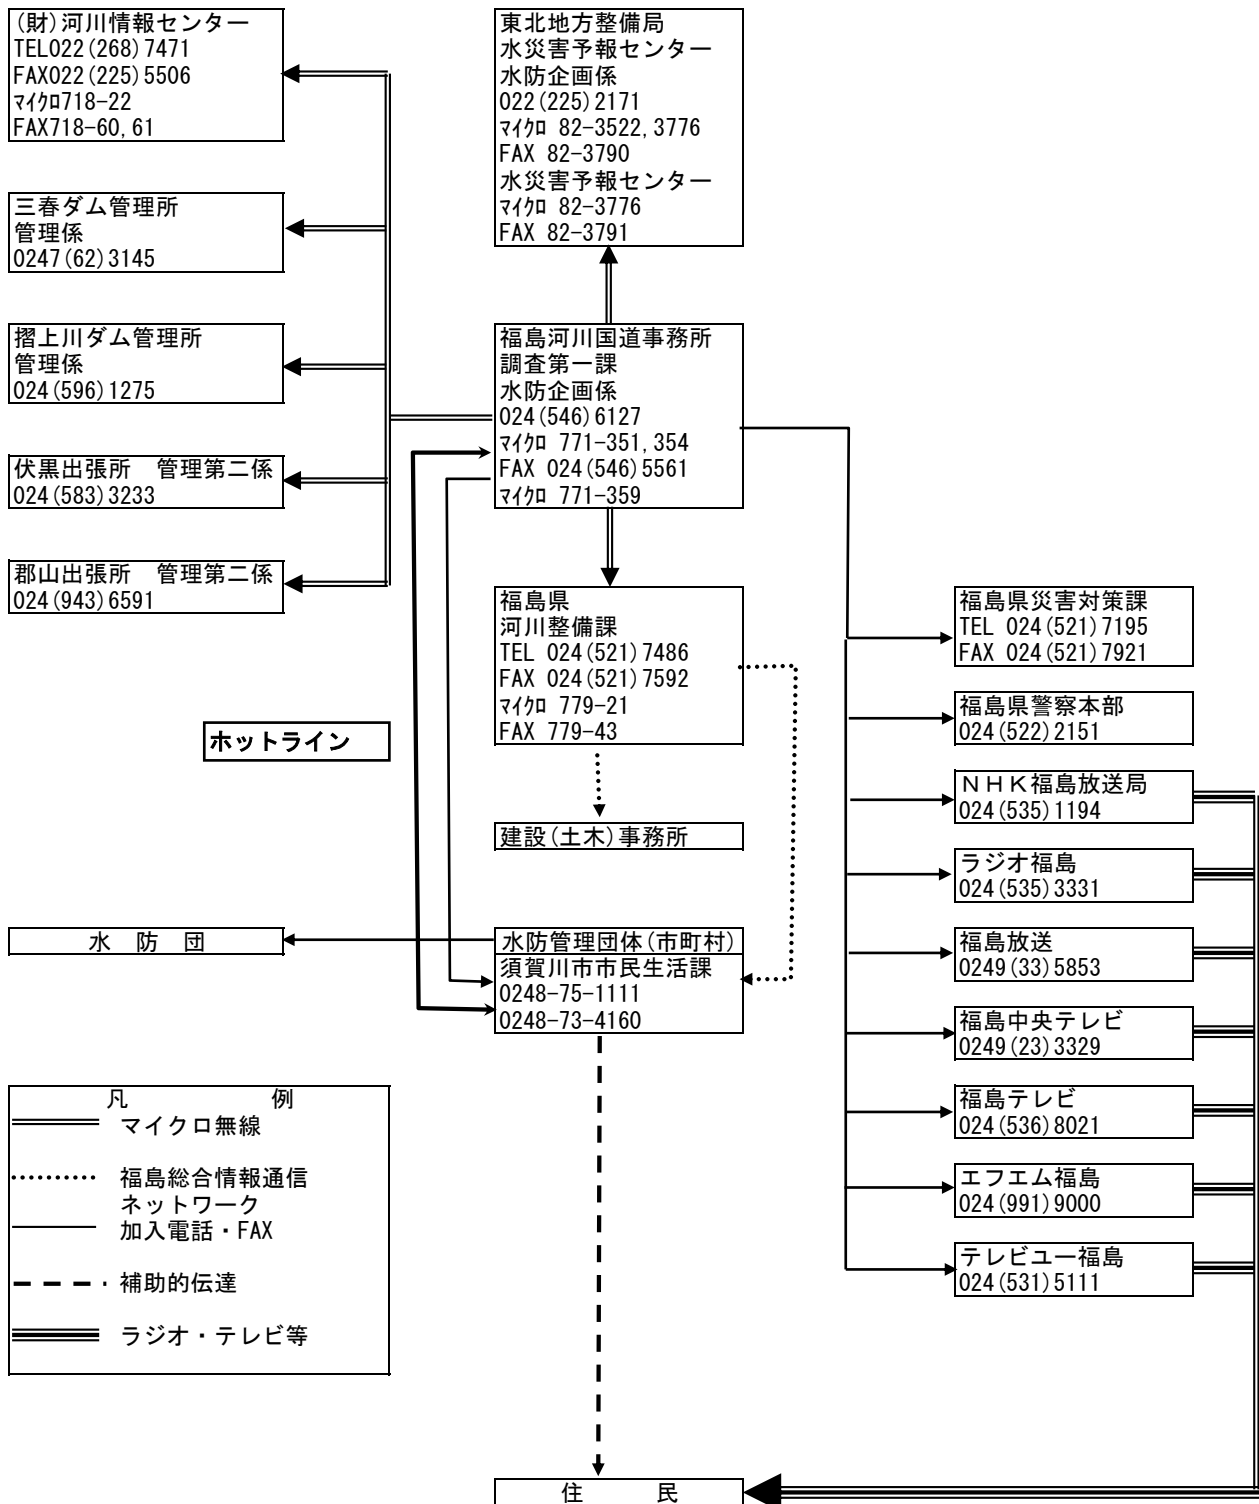 (財)河川情報センター
TEL022(268)7471
FAX022(225)5506
ﾏｲｸﾛ718-22
FAX718-60,61
東北地方整備局
水災害予報センター
水防企画係
022(225)2171
ﾏｲｸﾛ 82-3522,3776
FAX 82-3790
水災害予報センター
ﾏｲｸﾛ 82-3776
FAX 82-3791
三春ダム管理所
管理係
0247(62)3145
摺上川ダム管理所
管理係
024(596)1275
福島河川国道事務所
調査第一課
水防企画係
024(546)6127
ﾏｲｸﾛ 771-351,354
FAX 024(546)5561
ﾏｲｸﾛ 771-359
伏黒出張所 管理第二係
024(583)3233
郡山出張所 管理第二係
024(943)6591
福島県
河川整備課
TEL 024(521)7486
FAX 024(521)7592
ﾏｲｸﾛ 779-21
FAX 779-43
ホットライン
建設(土木)事務所
水 防 団
水防管理団体(市町村)
須賀川市市民生活課
0248-75-1111
0248-73-4160
福島県災害対策課
TEL 024(521)7195
FAX 024(521)7921
福島県警察本部
024(522)2151
NHK福島放送局
024(535)1194
ラジオ福島
024(535)3331
福島放送
0249(33)5853
福島中央テレビ
0249(23)3329
福島テレビ
024(536)8021
エフエム福島
024(991)9000
テレビユー福島
024(531)5111
凡 例
マイクロ無線
福島総合情報通信
ネットワーク
加入電話・FAX
補助的伝達
ラジオ・テレビ等
住 民